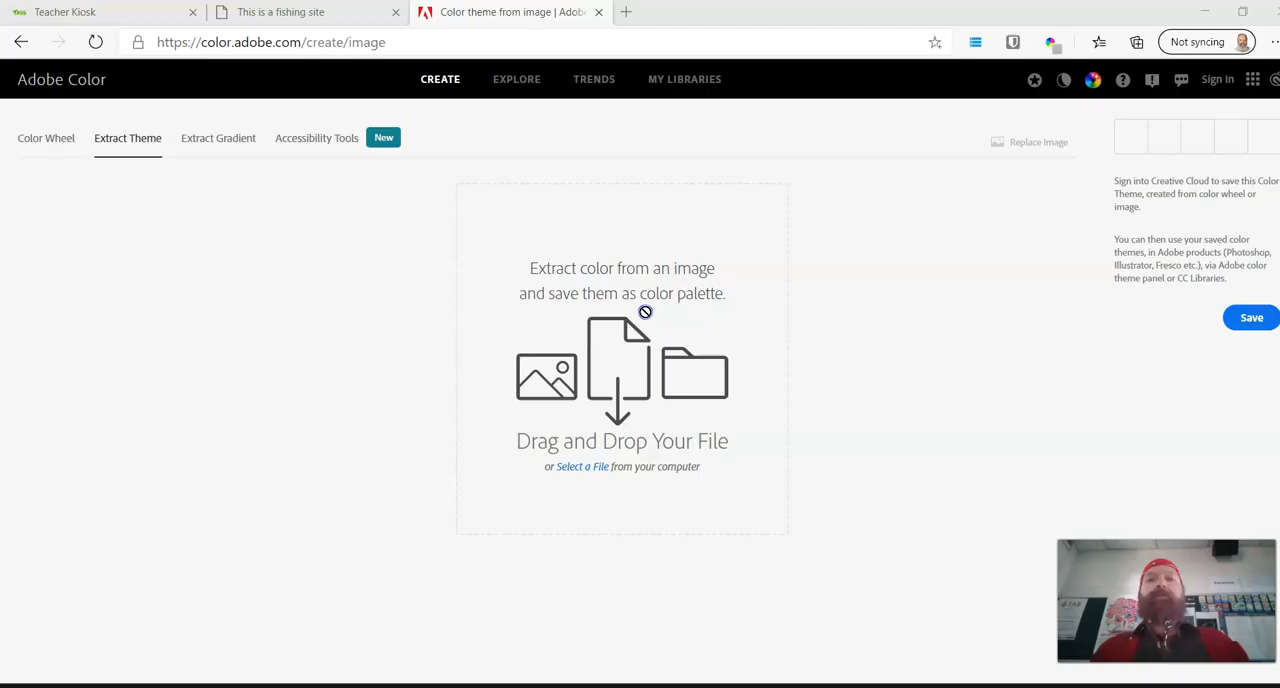 Teacher Kiosk
This is a fishing site
Color theme from image | Adob
https://color.adobe.com/create/image
Not syncing
Adobe Color
CREATE
EXPLORE
TRENDS
MY LIBRARIES
Sign In
Color Wheel
Extract Theme
Extract Gradient
Accessibility Tools
New
Replace Image
Sign into Creative Cloud to save this Color
Theme, created from color wheel or
image.
You can then use your saved color
themes, in Adobe products (Photoshop,
Illustrator, Fresco etc.), via Adobe color
theme panel or CC Libraries.
Save
Extract color from an image
and save them as color palette.
Drag and Drop Your File
or Select a File from your computer